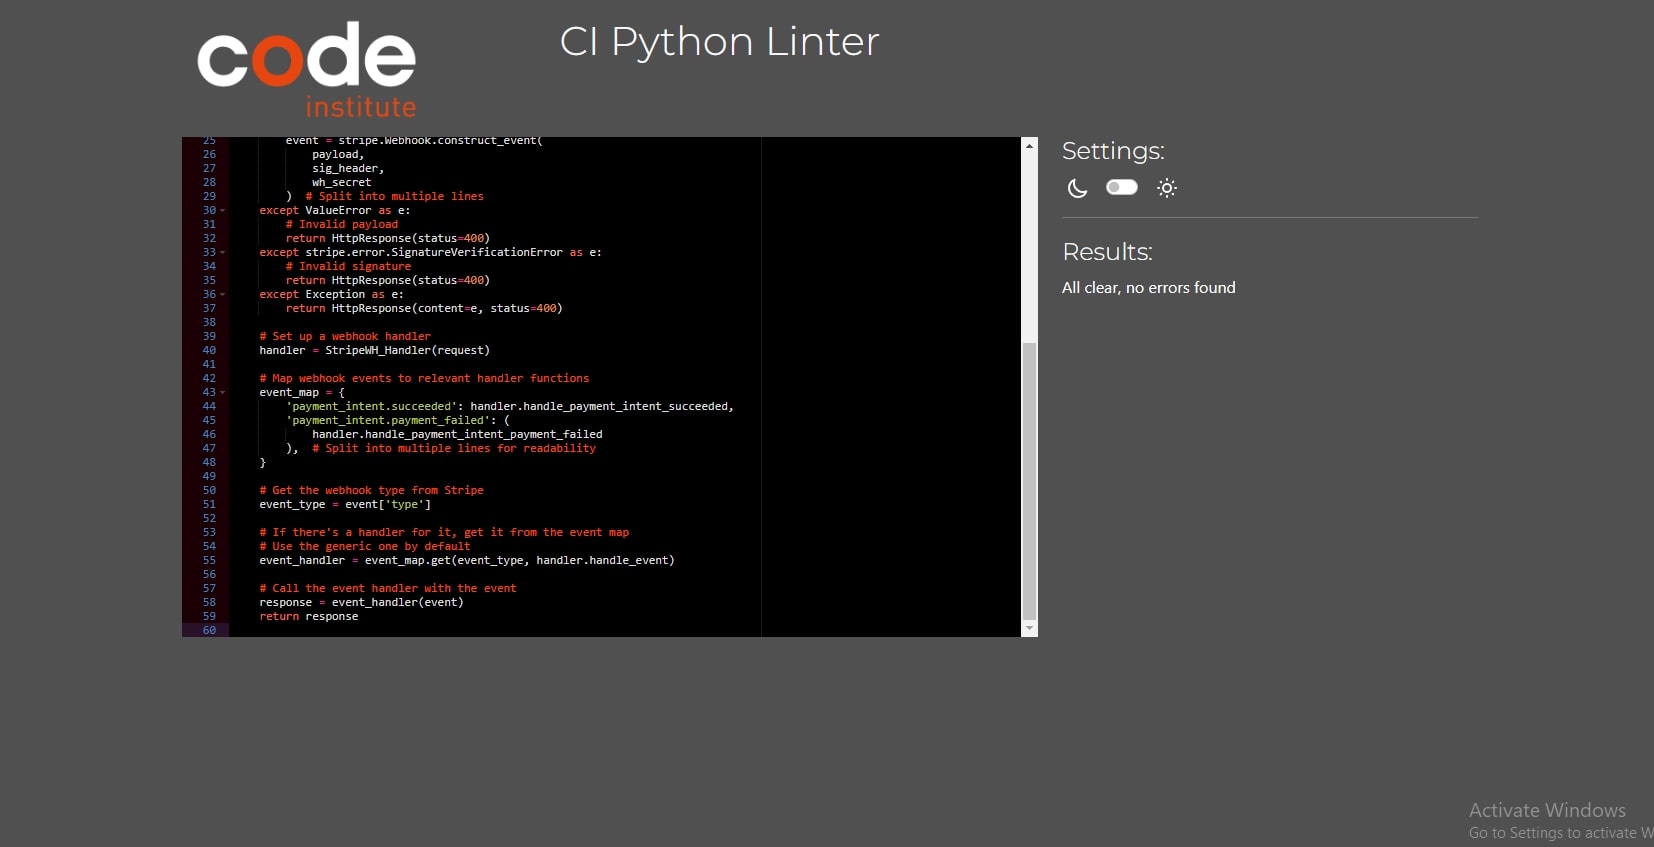 code
institute
CI Python Linter
25 event = stripe.Webhook.construct_event(
26 payload,
27 sig_header,
28 wh_secret
29 )  # Split into multiple lines
30 except ValueError as e:
31 # Invalid payload
32 return HttpResponse(status=400)
33 except stripe.error.SignatureVerificationError as e:
34 # Invalid signature
35 return HttpResponse(status=400)
36 except Exception as e:
37 return HttpResponse(content=e, status=400)
38
39 # Set up a webhook handler
40 handler = StripeWH_Handler(request)
41
42 # Map webhook events to relevant handler functions
43 event_map = {
44 'payment_intent.succeeded': handler.handle_payment_intent_succeeded,
45 'payment_intent.payment_failed': (
46 handler.handle_payment_intent_payment_failed
47 ),  # Split into multiple lines for readability
48 }
49
50 # Get the webhook type from Stripe
51 event_type = event['type']
52
53 # If there's a handler for it, get it from the event map
54 # Use the generic one by default
55 event_handler = event_map.get(event_type, handler.handle_event)
56
57 # Call the event handler with the event
58 response = event_handler(event)
59 return response
60
Settings:
Results:
All clear, no errors found
Activate Windows
Go to Settings to activate W